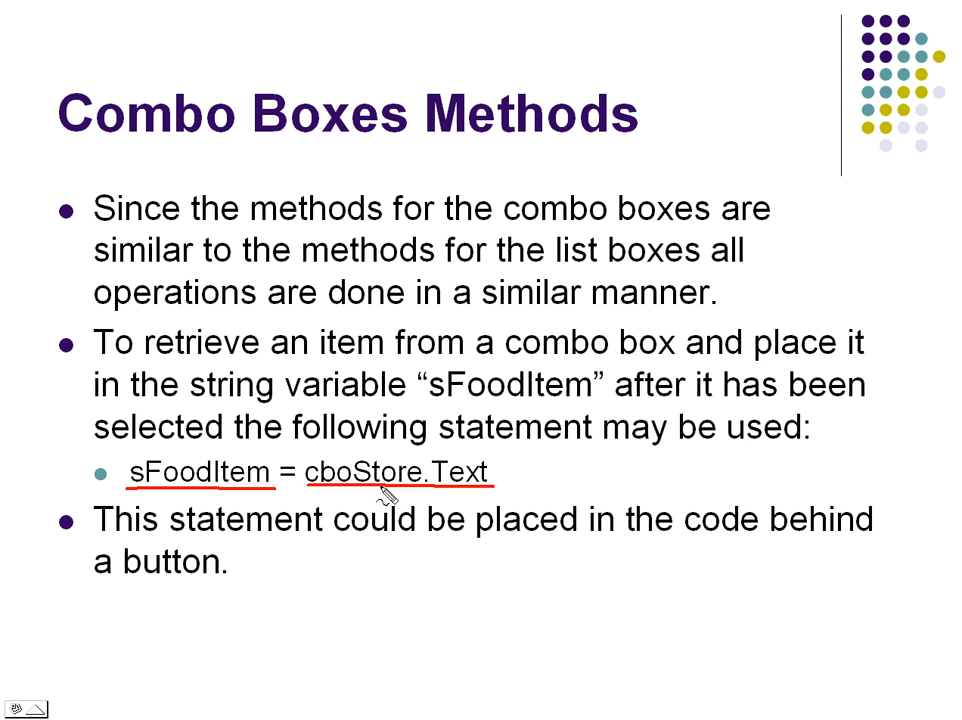 Combo Boxes Methods
Since the methods for the combo boxes are
similar to the methods for the list boxes all
operations are done in a similar manner.
To retrieve an item from a combo box and place it
in the string variable “sFoodItem” after it has been
selected the following statement may be used:
sFoodItem = cboStore.Text
This statement could be placed in the code behind
a button.